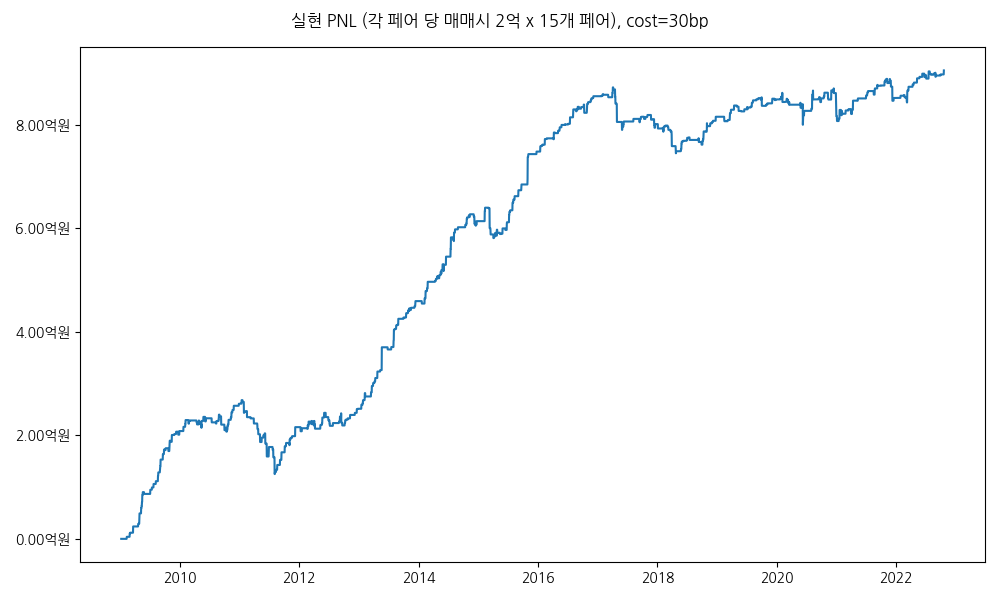 실현 PNL (각 페어 당 매매시 2억 x 15개 페어), cost=30bp
8.00억원
6.00억원
4.00억원
2.00억원
0.00억원
2010 2012 2014 2016 2018 2020 2022